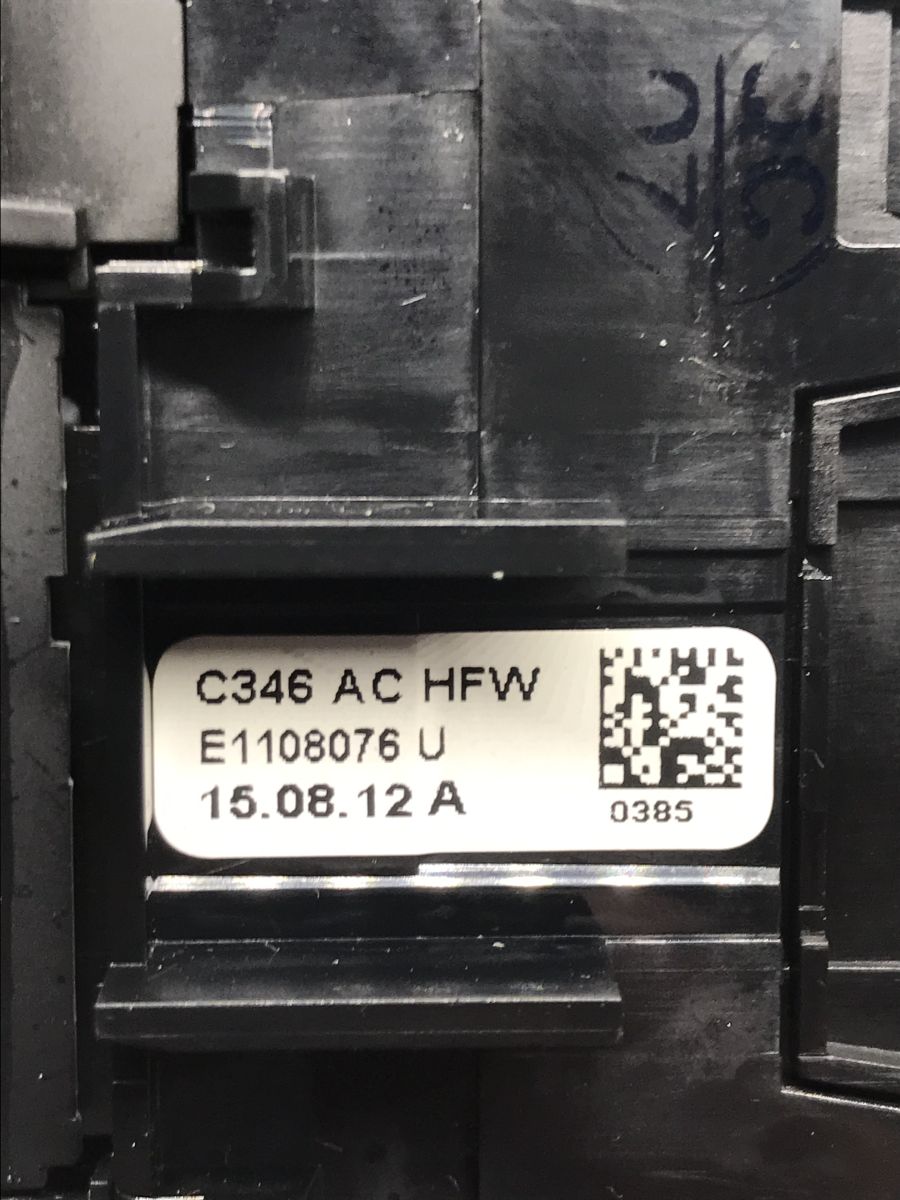 C346 AC HFW
E1108076 U
15.08.12 A
0385